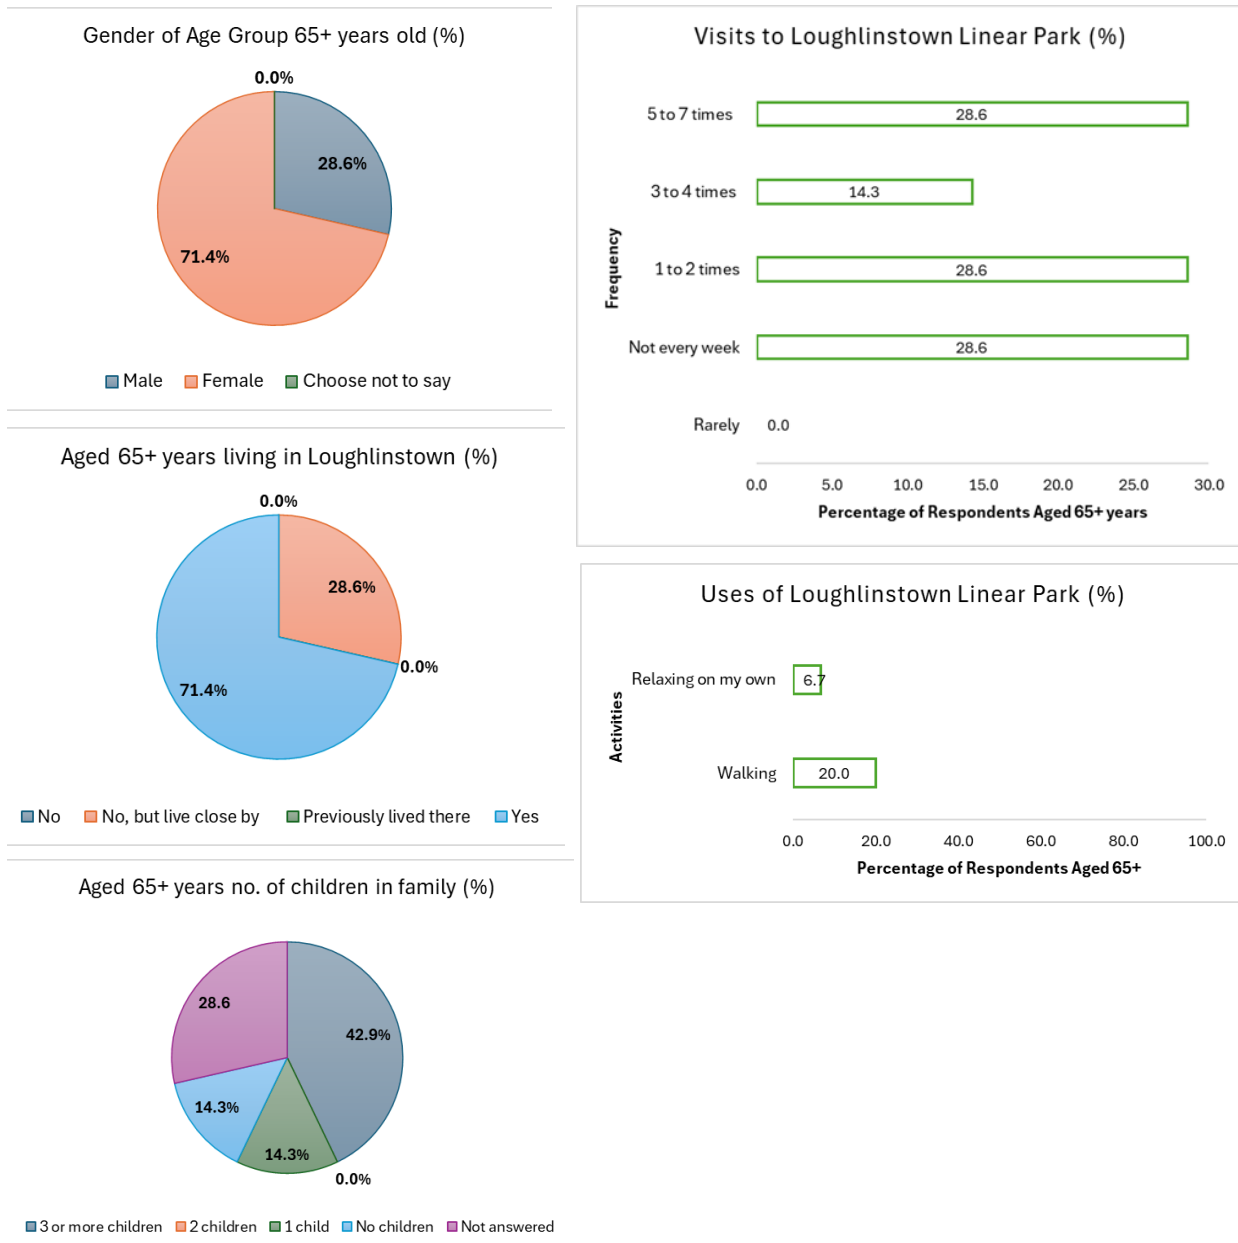 Gender of Age Group 65+ years old (%)
0.0%
28.6%
71.4%
Male Female Choose not to say
Aged 65+ years living in Loughlinstown (%)
0.0%
28.6%
0.0%
71.4%
No No, but live close by Previously lived there Yes
Aged 65+ years no. of children in family (%)
28.6
42.9%
14.3%
14.3%
0.0%
3 or more children 2 children 1 child No children Not answered
Visits to Loughlinstown Linear Park (%)
Frequency
5 to 7 times 28.6
3 to 4 times 14.3
1 to 2 times 28.6
Not every week 28.6
Rarely 0.0
0.0 5.0 10.0 15.0 20.0 25.0 30.0
Percentage of Respondents Aged 65+ years
Uses of Loughlinstown Linear Park (%)
Activities
Relaxing on my own 6.7
Walking 20.0
0.0 20.0 40.0 60.0 80.0 100.0
Percentage of Respondents Aged 65+